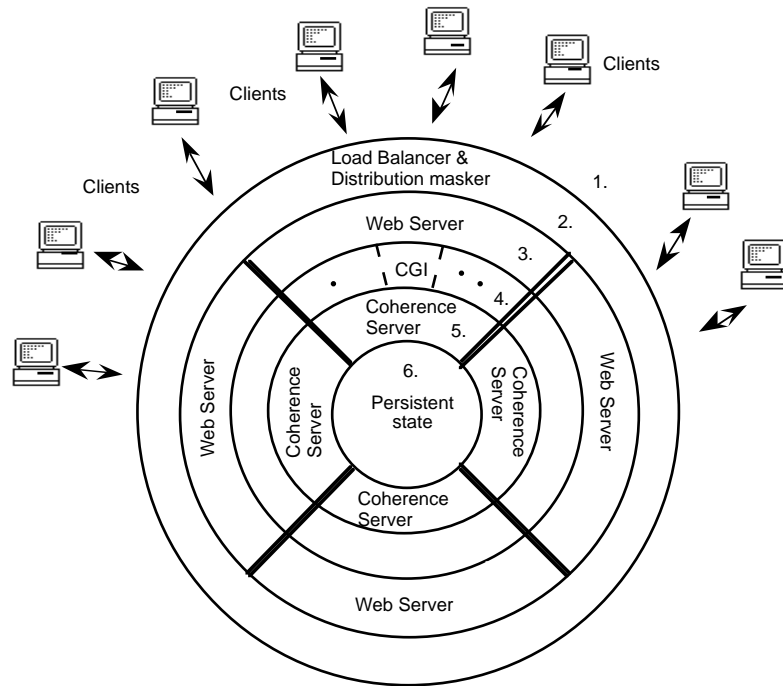 Clients
Clients
Clients
Load Balancer &
Distribution masker
1.
Web Server
2.
3.
CGI
4.
Coherence
Server
5.
6.
Persistent
state
Web Server
Coherence
Server
Coherence
Server
Web Server
Coherence
Server
Web Server